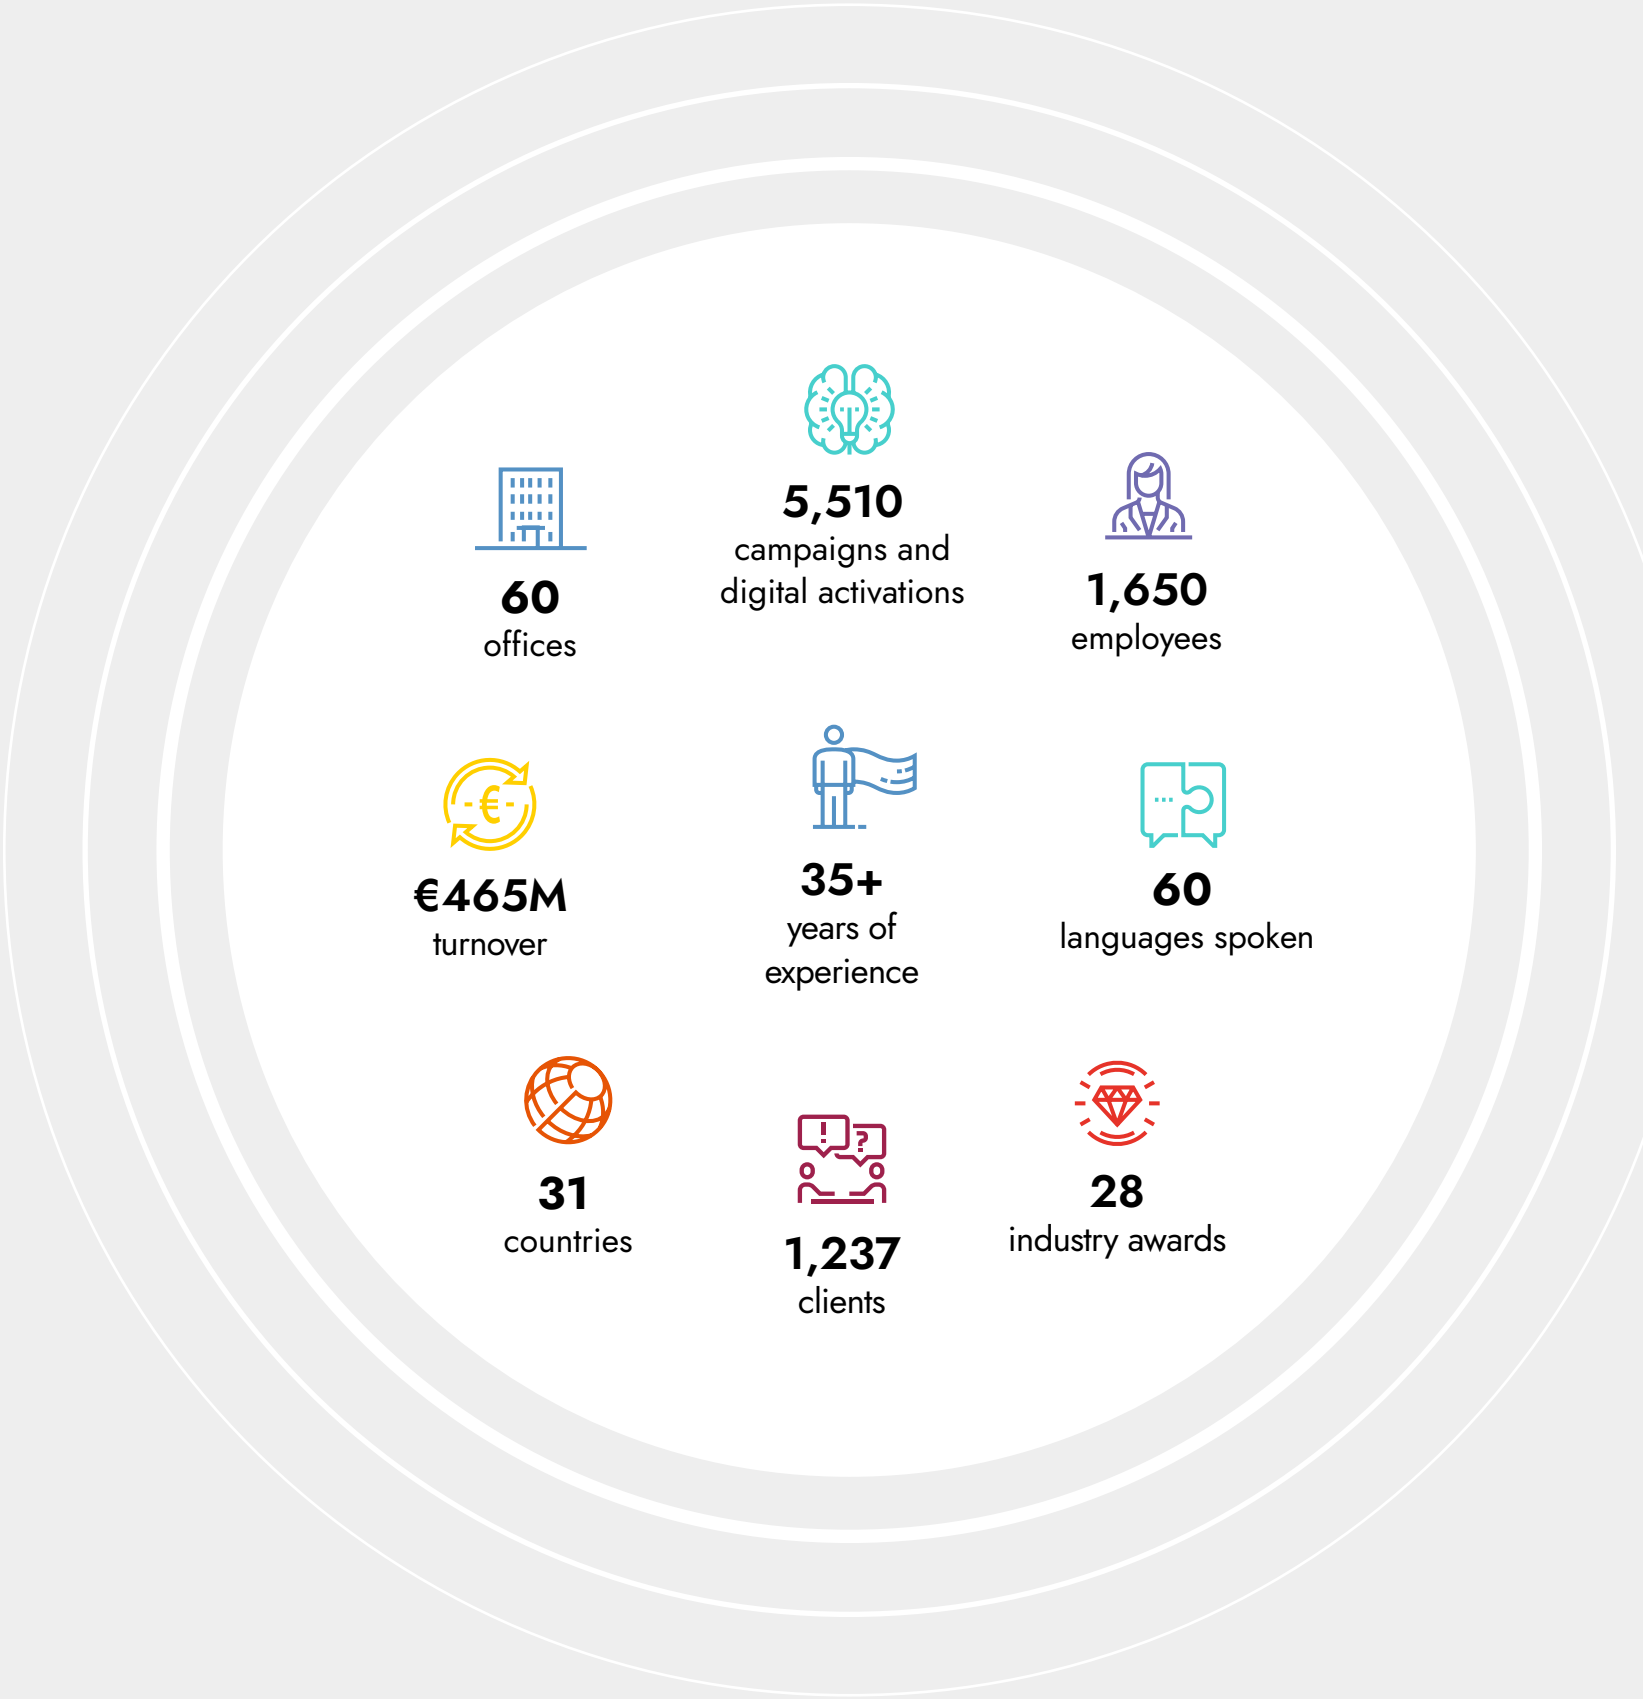 60
offices
5,510
campaigns and
digital activations
1,650
employees
€
€465M
turnover
35+
years of
experience
60
languages spoken
31
countries
! ?
1,237
clients
28
industry awards